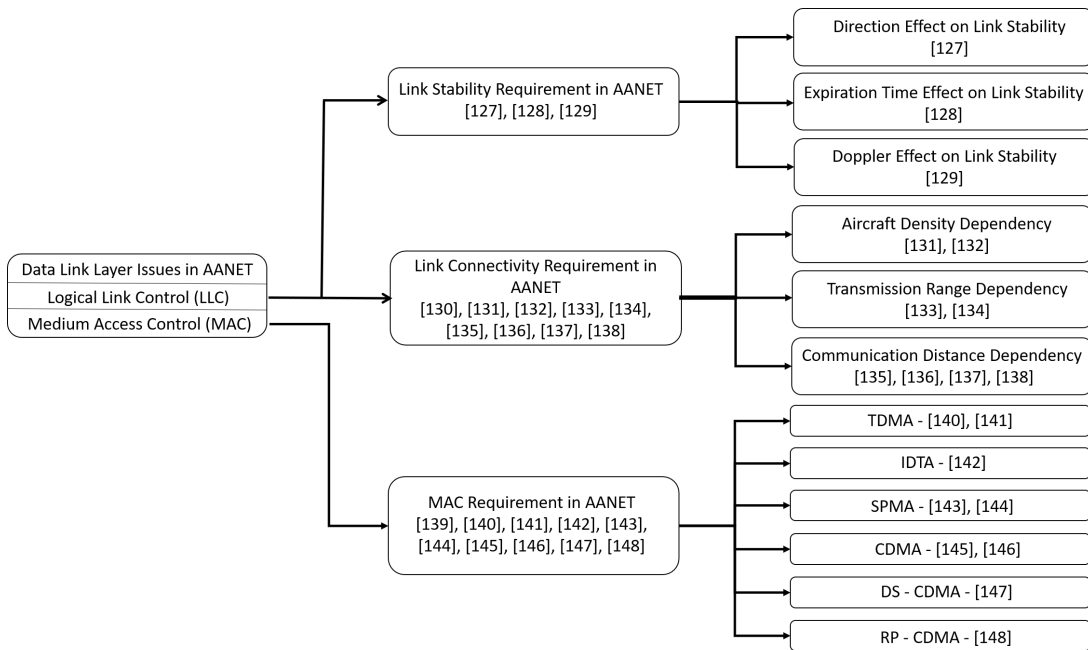 Data Link Layer Issues in AANET
Logical Link Control (LLC)
Medium Access Control (MAC)
Link Stability Requirement in AANET
[127], [128], [129]
Direction Effect on Link Stability
[127]
Expiration Time Effect on Link Stability
[128]
Doppler Effect on Link Stability
[129]
Link Connectivity Requirement in
AANET
[130], [131], [132], [133], [134],
[135], [136], [137], [138]
Aircraft Density Dependency
[131], [132]
Transmission Range Dependency
[133], [134]
Communication Distance Dependency
[135], [136], [137], [138]
MAC Requirement in AANET
[139], [140], [141], [142], [143],
[144], [145], [146], [147], [148]
TDMA - [140], [141]
IDTA - [142]
SPMA - [143], [144]
CDMA - [145], [146]
DS - CDMA - [147]
RP - CDMA - [148]